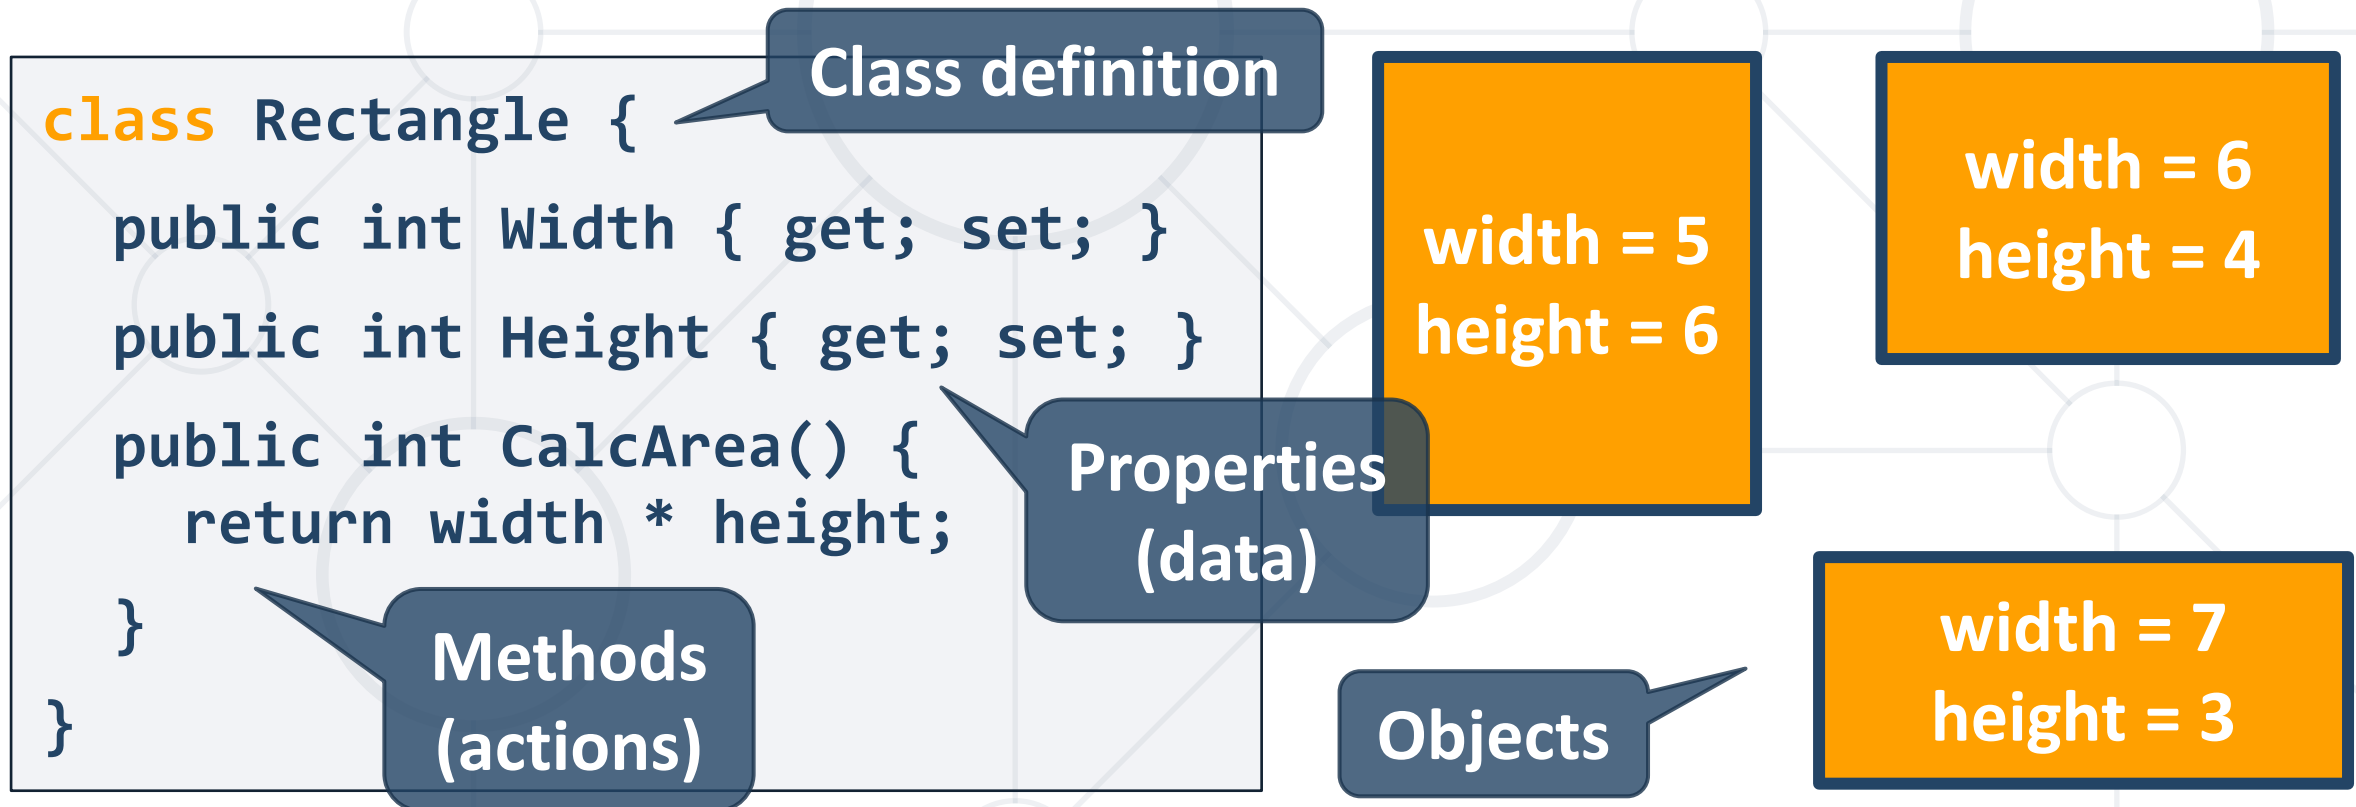 Class definition
class Rectangle {
public int Width { get; set; }
public int Height { get; set; }
public int CalcArea() {
return width * height;
}
}
Properties
(data)
Methods
(actions)
width = 5
height = 6
width = 6
height = 4
Objects
width = 7
height = 3